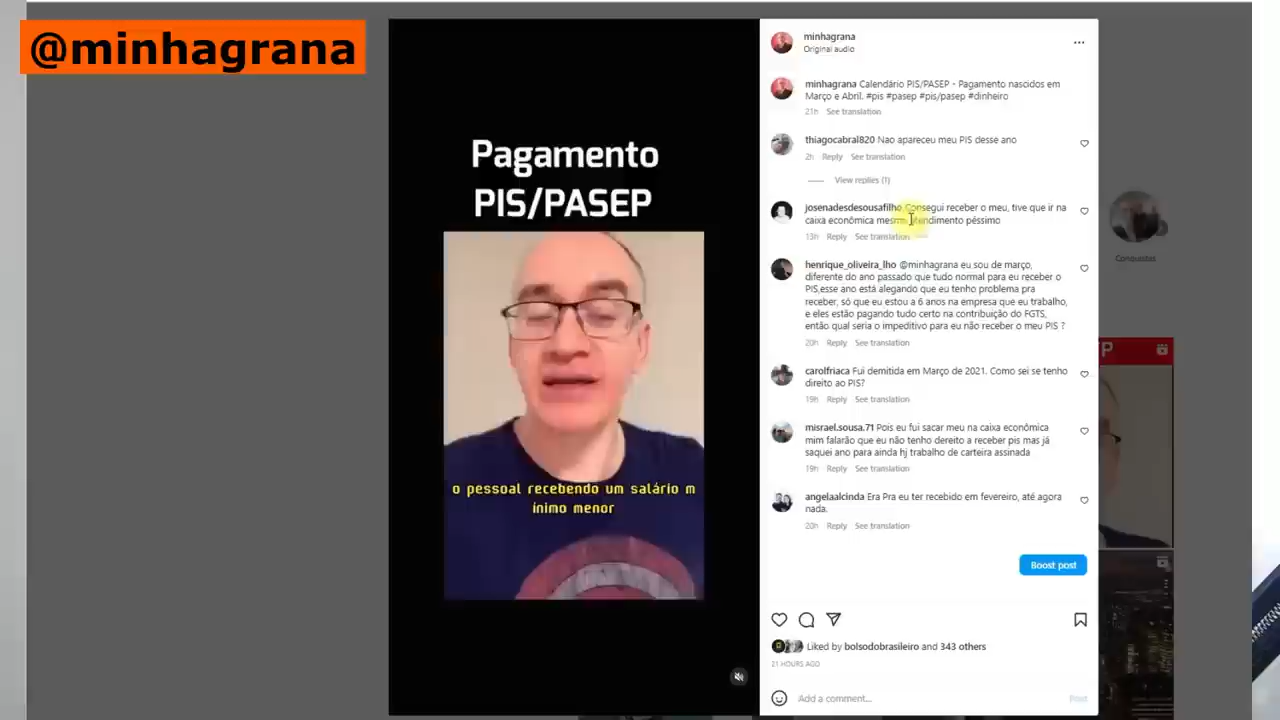 @minhagrana
minhagrana
Original audio
minhagrana Calendário PIS/PASEP - Pagamento nascidos em
Março e Abril. #pis #pasep #pis/pasep #dinheiro
21h See translation
Pagamento
PIS/PASEP
thiagocabral820 Nao apareceu meu PIS desse ano
2h Reply See translation
View replies (1)
josenadesdesousafilho Consegui receber o meu, tive que ir na
caixa econômica mesmo atendimento péssimo
13h Reply See translation
henrique_oliveira_lho @minhagrana eu sou de março,
diferente do ano passado que tudo normal para eu receber o
PIS,esse ano está alegando que eu tenho problema pra
receber, só que eu estou a 6 anos na empresa que eu trabalho,
e eles estão pagando tudo certo na contribuição do FGTS,
então qual seria o impeditivo para eu não receber o meu PIS ?
20h Reply See translation
carolfriaca Fui demitida em Março de 2021. Como sei se tenho
direito ao PIS?
19h Reply See translation
misrael.sousa.71 Pois eu fui sacar meu na caixa econômica
mim falarão que eu não tenho dereito a receber pis mas já
saquei ano para ainda hj trabalho de carteira assinada
19h Reply See translation
o pessoal recebendo um salário m
ínimo menor
angelaalcinda Era Pra eu ter recebido em fevereiro, até agora
nada.
20h Reply See translation
Boost post
Liked by bolsodobrasileiro and 343 others
21 HOURS AGO
Add a comment...
Post
Conquistas